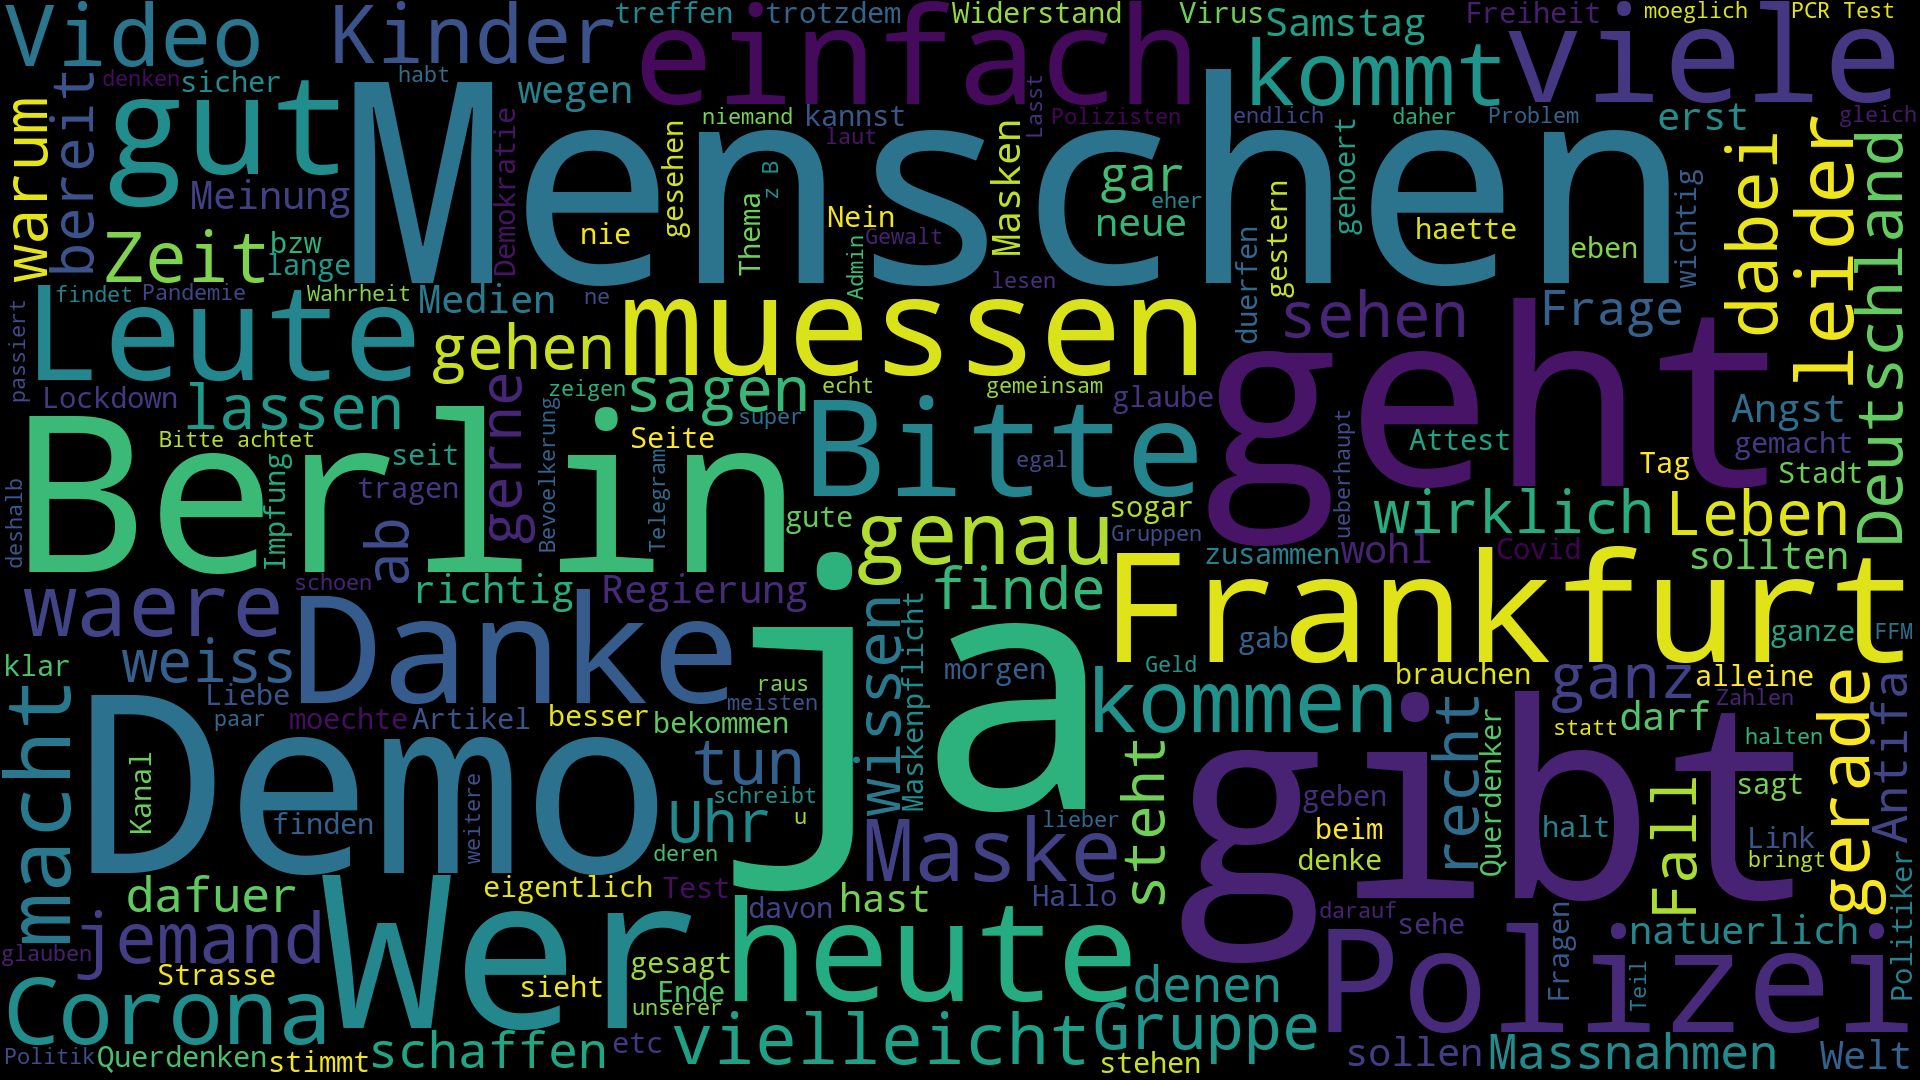 Video
Kinder
treffen
trotzdem
Widerstand
Virus
Samstag
Freiheit
moeglich
PCR Test
einfach
kommt
viele
denken
sicher
habt
wegen
bereit
warum
gut
Menschen
niemand
kannst
laut
Lasst
Polizisten
endlich
daher
Problem
erst
gleich
Meinung
Demokratie
gesehen
z B
Masken
gar
eher
neue
gehoert
wichtig
dabei
leider
Deutschland
Zeit
bzw
lange
nie
Thema
Nein
Gewalt
Admin
lesen
duerfen
gestern
haette
eben
findet
Pandemie
Wahrheit
Medien
ne
passiert
Leute
gehen
muessen
sehen
Frage
geht
Lockdown
lassen
gerne
zeigen
sagen
echt
gemeinsam
glaube
Angst
gemacht
Bitte achtet
super
Seite
Bitte
egal
ueberhaupt
Attest
Tag
Stadt
Berlin
seit
tragen
Impfung
Bevoelkerung
Telegram
deshalb
ab
gute
genau
sogar
Gruppen
wirklich
Leben
zusammen
wohl
Covid
sollten
waere
schoen
richtig
Regierung
finde
Frankfurt
gab
ganze
FFM
klar
weiss
Danke
ja
wissen
Maskenpflicht
morgen
Geld
brauchen
ganz
alleine
Zahlen
Liebe
paar
moechte
Artikel
besser
raus
meisten
bekommen
kommen
statt
darf
halten
macht
Demo
Kanal
finden
weitere
tun
schreibt
Uhr
u
deren
steht
gibt
geben
recht
Querdenker
beim
denke
halt
Fall
sagt
Link
bringt
gerade
Antifa
Maske
lieber
dafuer
Wer
eigentlich
Test
davon
hast
Hallo
heute
darauf
sehe
Fragen
natuerlich
Politiker
glauben
jemand
Strasse
sieht
gesagt
Ende
unserer
denen
Polizei
Teil
Corona
Politik
Querdenken
stimmt
schaffen
etc
vielleicht
Gruppe
stehen
sollen
Massnahmen
Welt